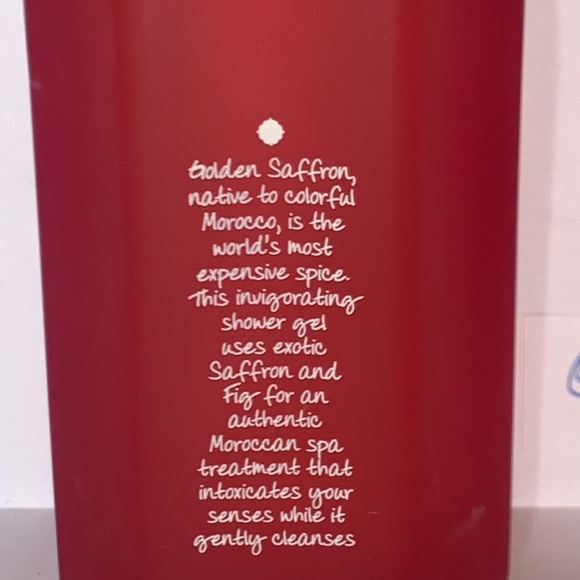 Golden Saffron,
native to colorful
Morocco, is the
world's most
expensive spice.
This invigorating
shower gel
uses exotic
Saffron and
Fig for an
authentic
Moroccan spa
treatment that
intoxicates your
senses while it
gently cleanses